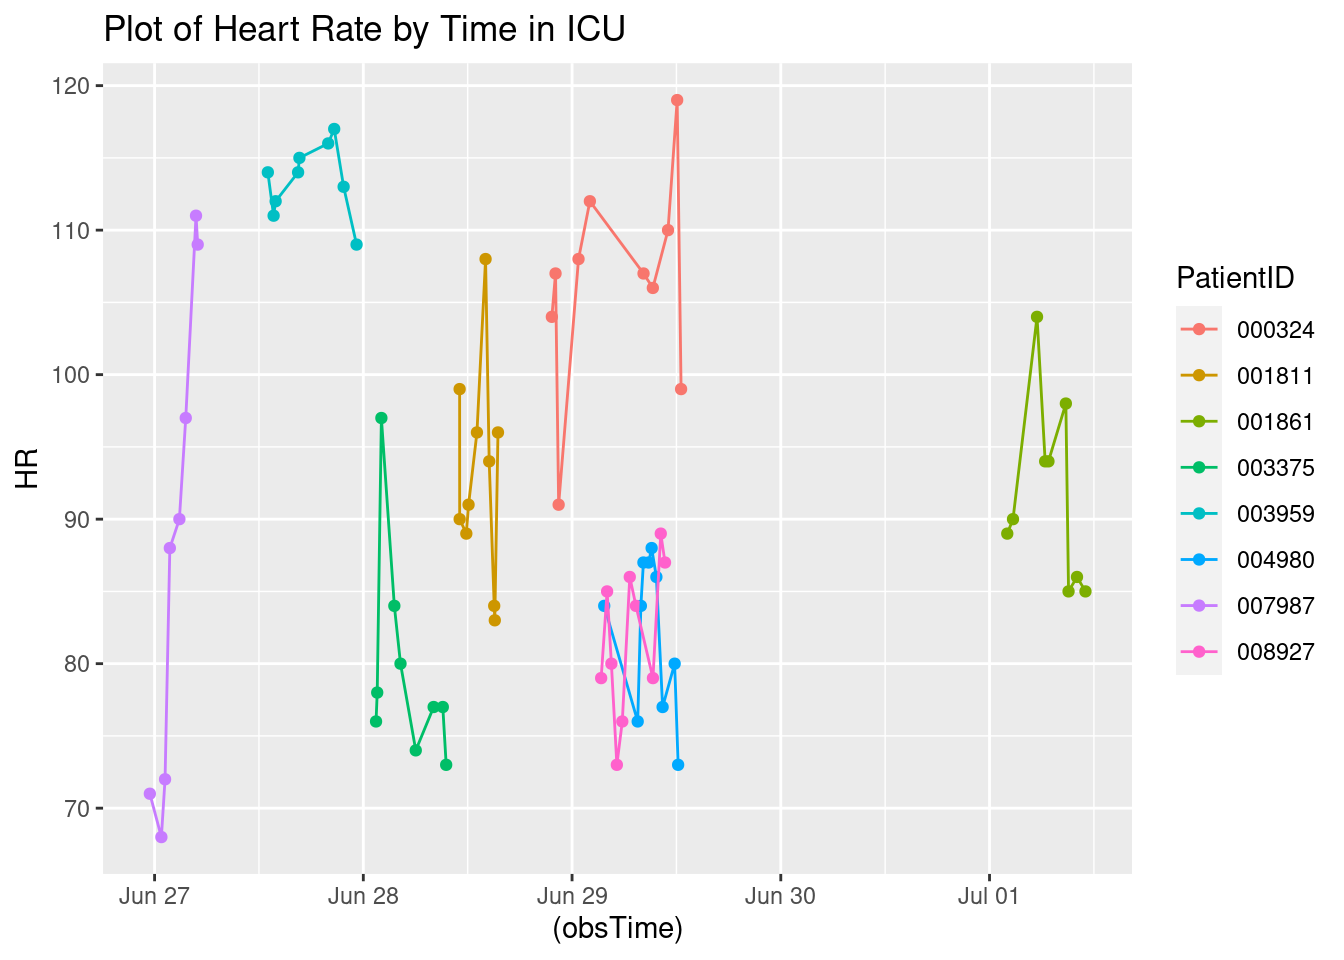 Plot of Heart Rate by Time in ICU
120
110
100
90
80
70
HR
Jun 27
Jun 28
Jun 29
Jun 30
Jul 01
(obsTime)
PatientID
000324
001811
001861
003375
003959
004980
007987
008927